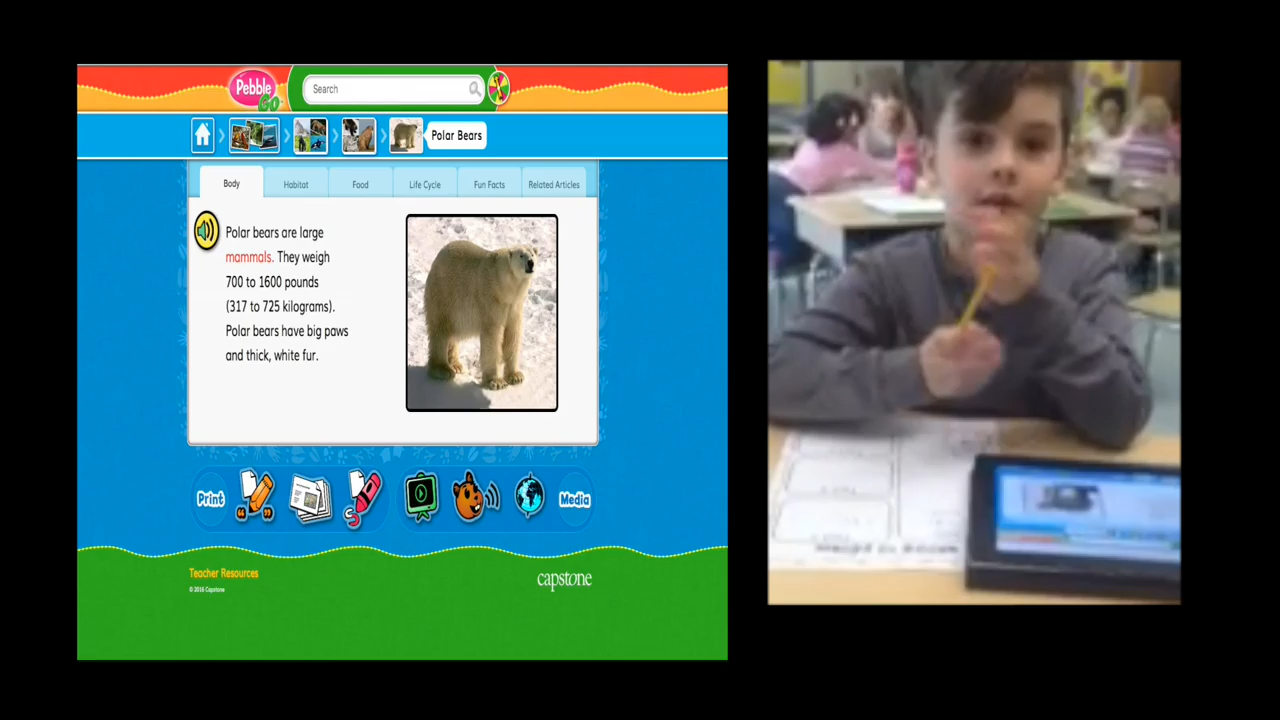 Pebble
GO
Search
Polar Bears
Body
Habitat
Food
Life Cycle
Fun Facts
Related Articles
Polar bears are large
mammals. They weigh
700 to 1600 pounds
(317 to 725 kilograms).
Polar bears have big paws
and thick, white fur.
Print
Media
Teacher Resources
© 2016 Capstone
capstone